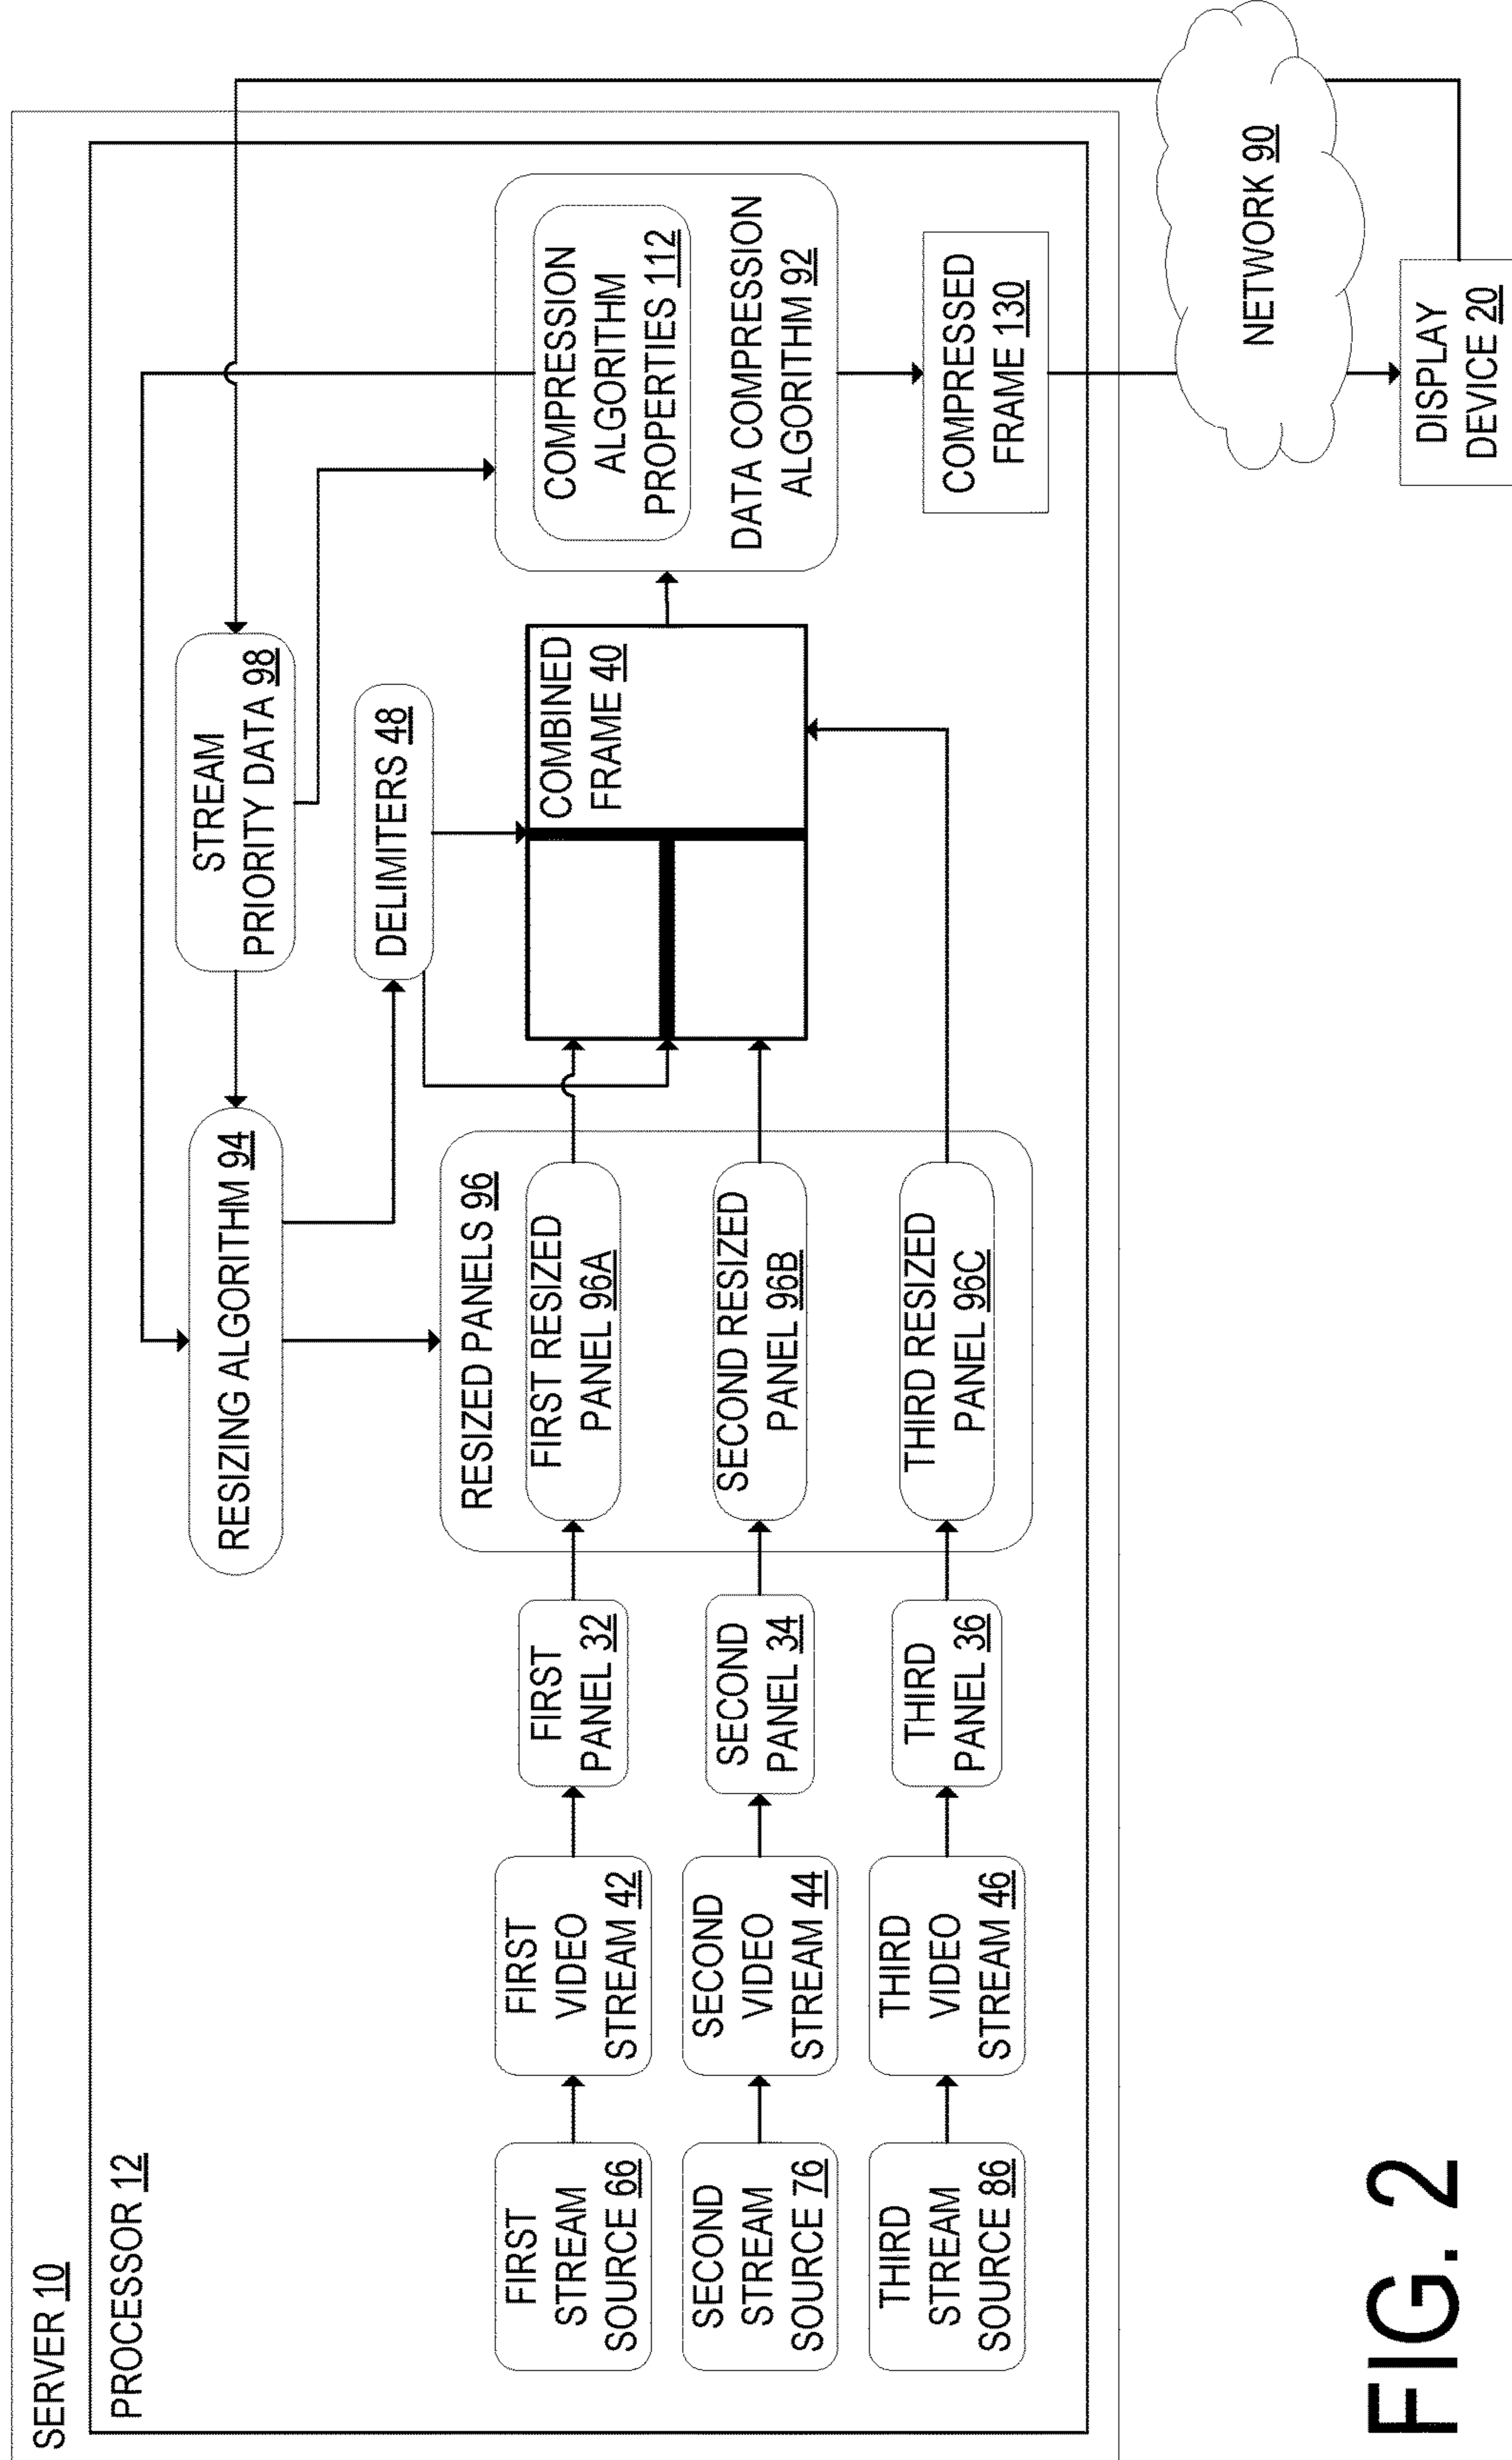 SERVER 10
PROCESSOR 12
RESIZING ALGORITHM 94
STREAM
PRIORITY DATA 98
DELIMITERS 48
FIRST
STREAM
SOURCE 66
FIRST
VIDEO
STREAM 42
FIRST
PANEL 32
RESIZED PANELS 96
FIRST RESIZED
PANEL 96A
COMBINED
FRAME 40
COMPRESSION
ALGORITHM
PROPERTIES 112
DATA COMPRESSION
ALGORITHM 92
SECOND
STREAM
SOURCE 76
SECOND
VIDEO
STREAM 44
SECOND
PANEL 34
SECOND RESIZED
PANEL 96B
THIRD
STREAM
SOURCE 86
THIRD
VIDEO
STREAM 46
THIRD
PANEL 36
THIRD RESIZED
PANEL 96C
COMPRESSED
FRAME 130
NETWORK 90
DISPLAY
DEVICE 20
FIG. 2